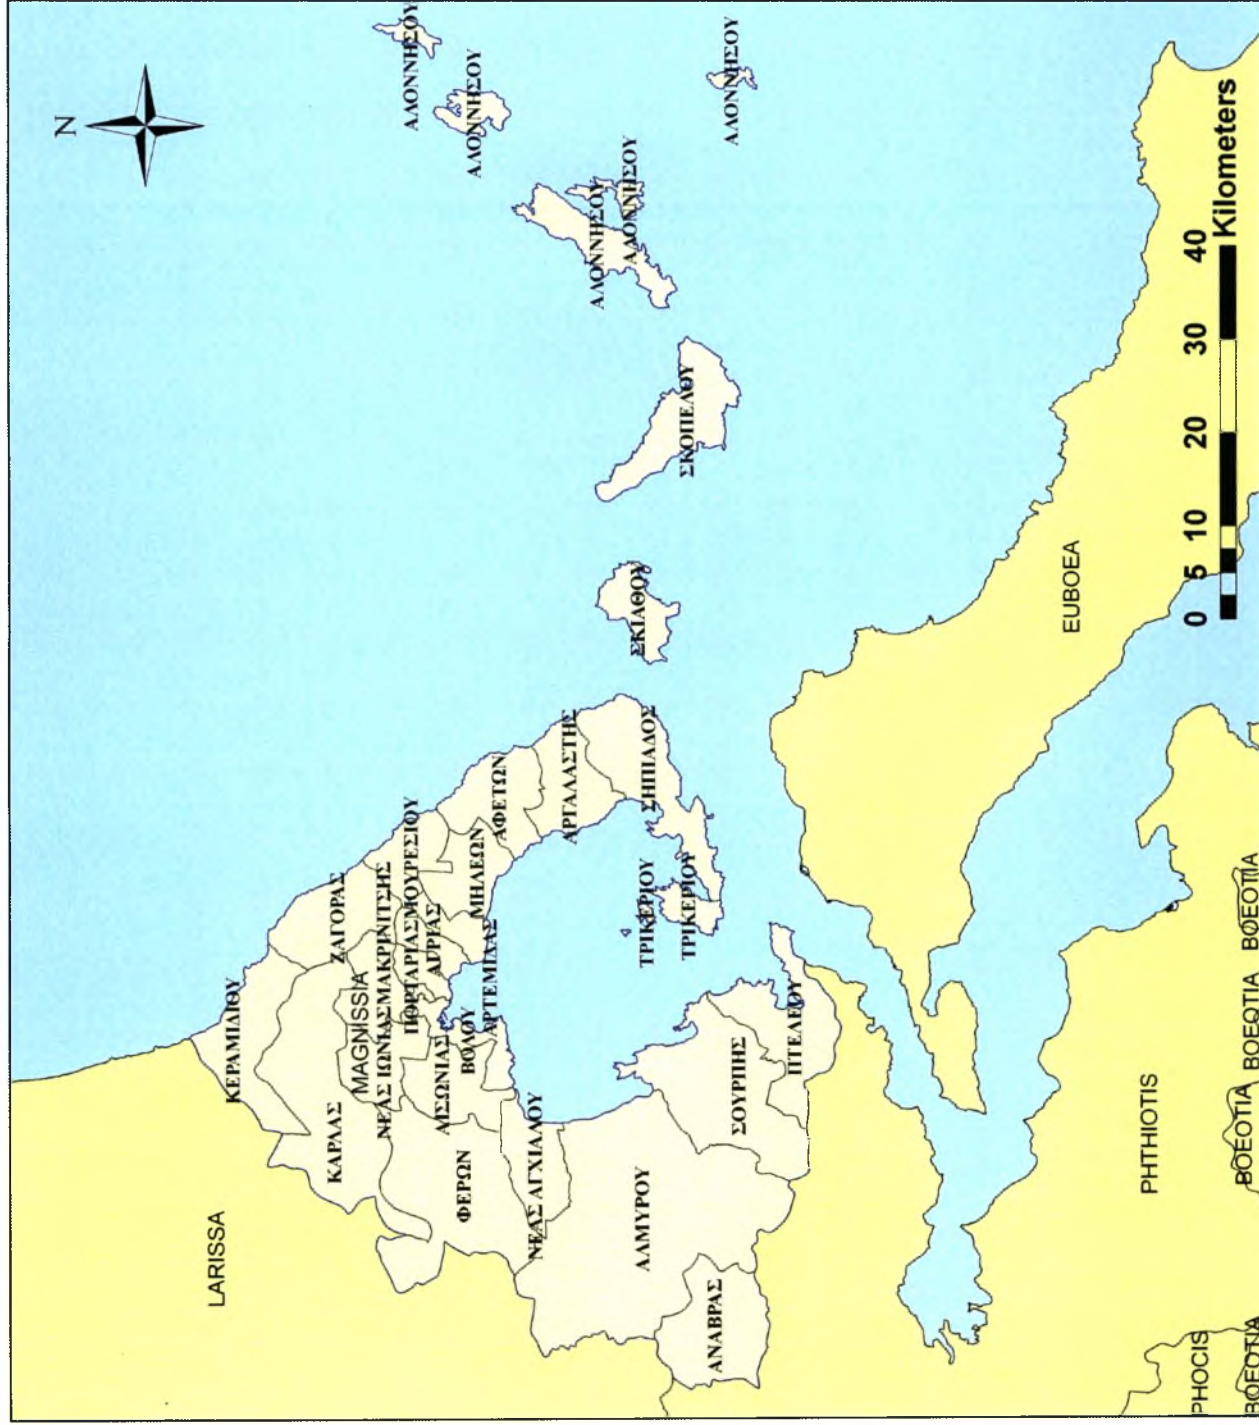 N
LARISSA
ΚΕΡΑΜΙΔΙΟΥ
ΚΑΡΛΑΣ
ΖΑΓΟΡΑΣ
MAGNISSIA
ΝΕΑΣ ΙΩΝΙΑΣ
ΜΑΚΡΙΝΙΤΣΗΣ
ΠΟΡΤΑΡΙΑΣ
ΜΟΥΡΕΣΙΟΥ
ΑΛΟΝΝΗΣΟΥ
ΑΓΡΙΑΣ
ΑΙΣΩΝΙΑΣ
ΦΕΡΩΝ
ΒΟΛΟΥ
ΑΛΟΝΝΗΣΟΥ
ΜΗΛΕΩΝ
ΑΡΤΕΜΙΔΑΣ
ΑΦΕΤΩΝ
ΝΕΑΣ ΑΓΧΙΑΛΟΥ
ΑΡΓΑΛΑΣΤΗΣ
ΑΛΟΝΝΗΣΟΥ
ΑΛΟΝΝΗΣΟΥ
ΣΚΙΑΘΟΥ
ΑΛΜΥΡΟΥ
ΤΡΙΚΕΡΙΟΥ
ΣΗΠΙΑΔΟΣ
ΤΡΙΚΕΡΙΟΥ
ΣΚΟΠΕΛΟΥ
ΑΝΑΒΡΑΣ
ΑΛΟΝΝΗΣΟΥ
ΣΟΥΡΠΗΣ
ΠΤΕΛΕΟΥ
EUBOEA
PHTHIOTIS
0 5 10 20 30 40
Kilometers
PHOCIS
BOEOTIA
BOEOTIA
BOEOTIA
BOEOTIA